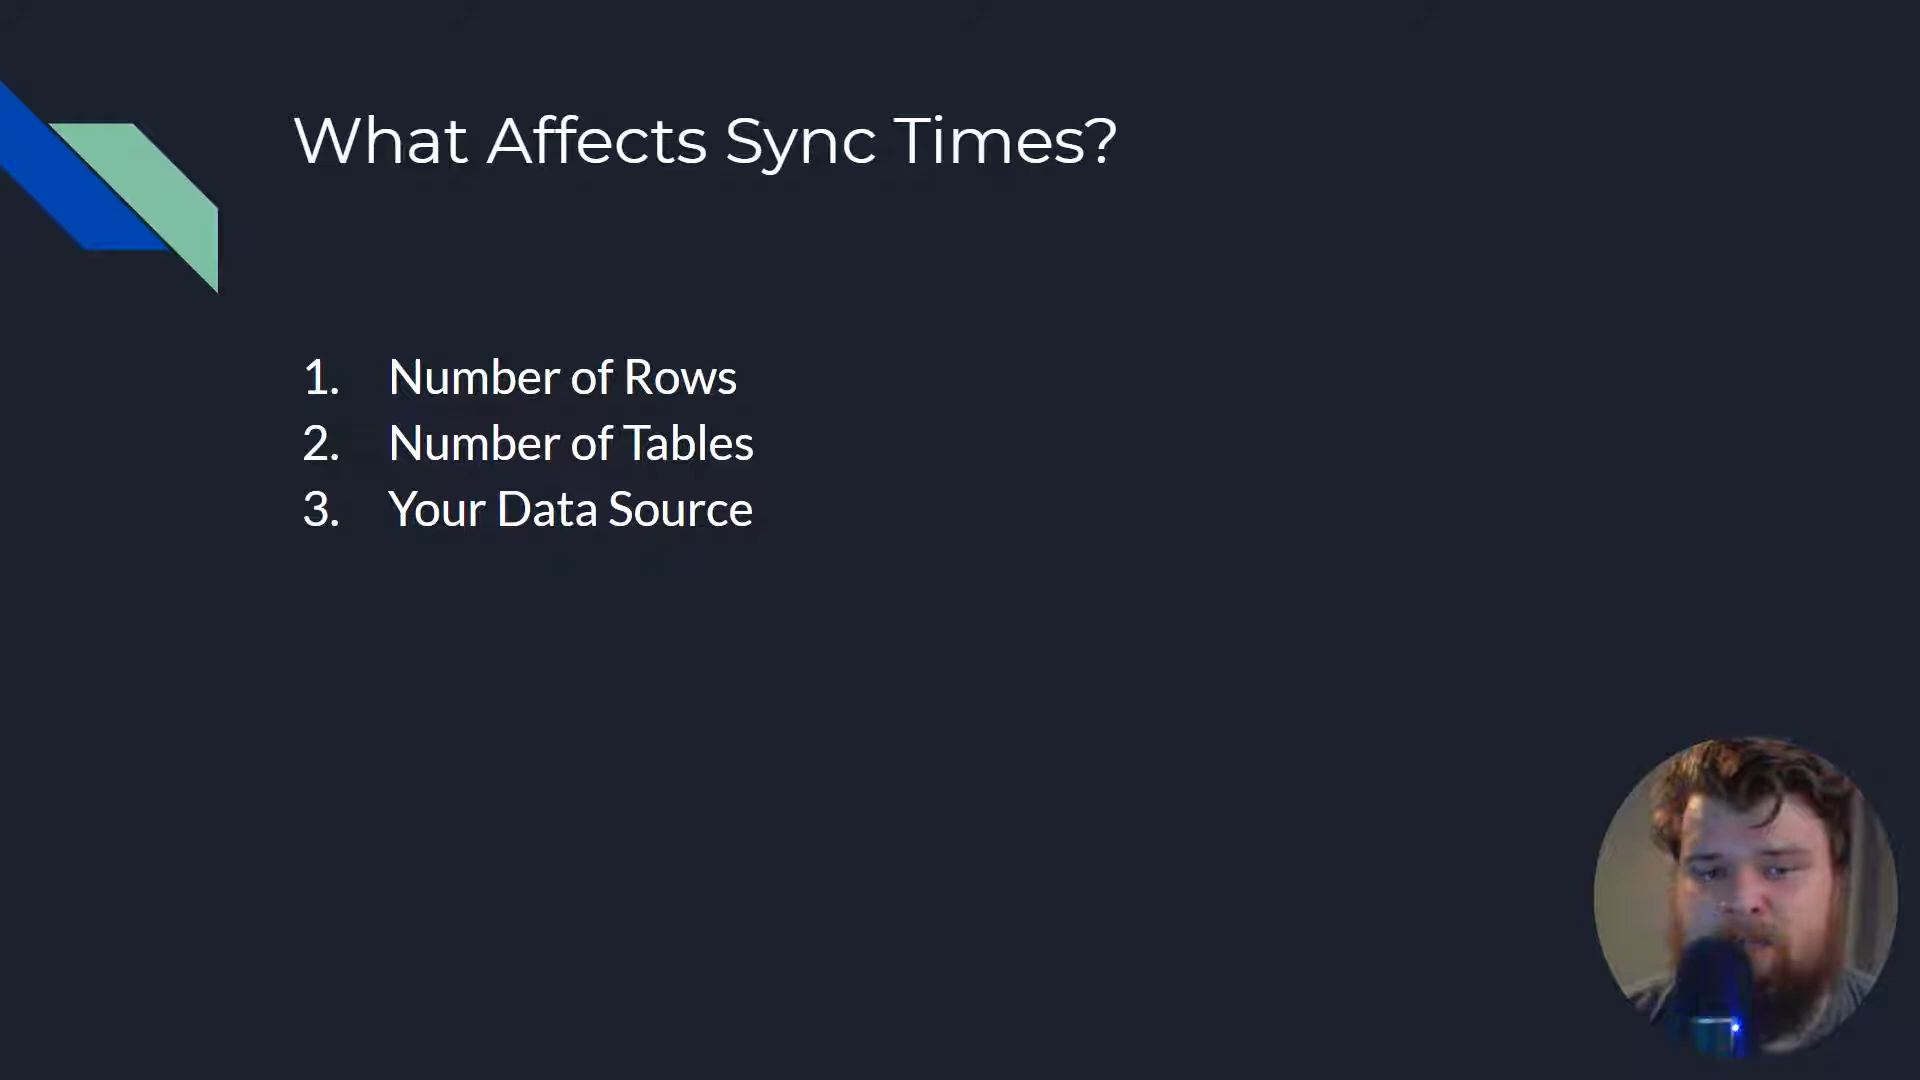 What Affects Sync Times?
1. Number of Rows
2. Number of Tables
3. Your Data Source